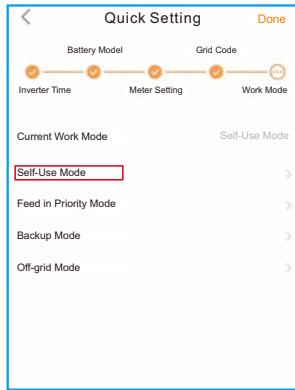 Quick Setting Done
Battery Model Grid Code
Inverter Time Meter Setting Work Mode
Current Work Mode Self-Use Mode
Self-Use Mode
Feed in Priority Mode
Backup Mode
Off-grid Mode